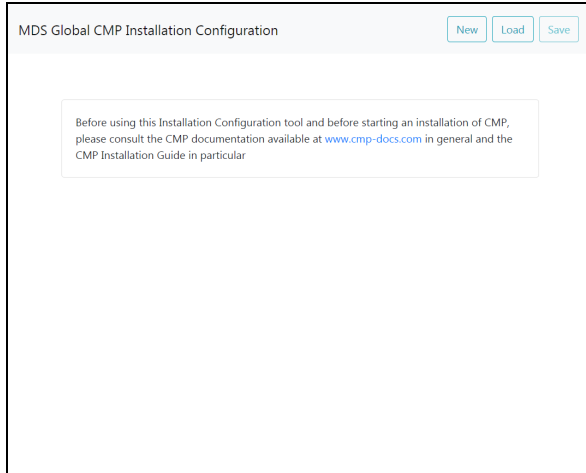 MDS Global CMP Installation Configuration
New
Load
Save
Before using this Installation Configuration tool and before starting an installation of CMP,
please consult the CMP documentation available at www.cmp-docs.com in general and the
CMP Installation Guide in particular